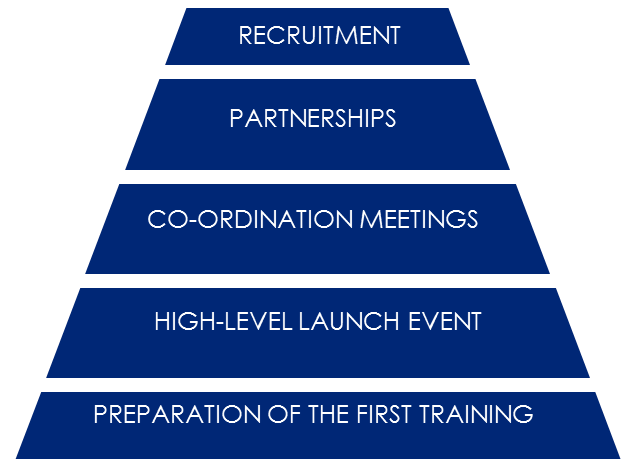 RECRUITMENT
PARTNERSHIPS
CO-ORDINATION MEETINGS
HIGH-LEVEL LAUNCH EVENT
PREPARATION OF THE FIRST TRAINING